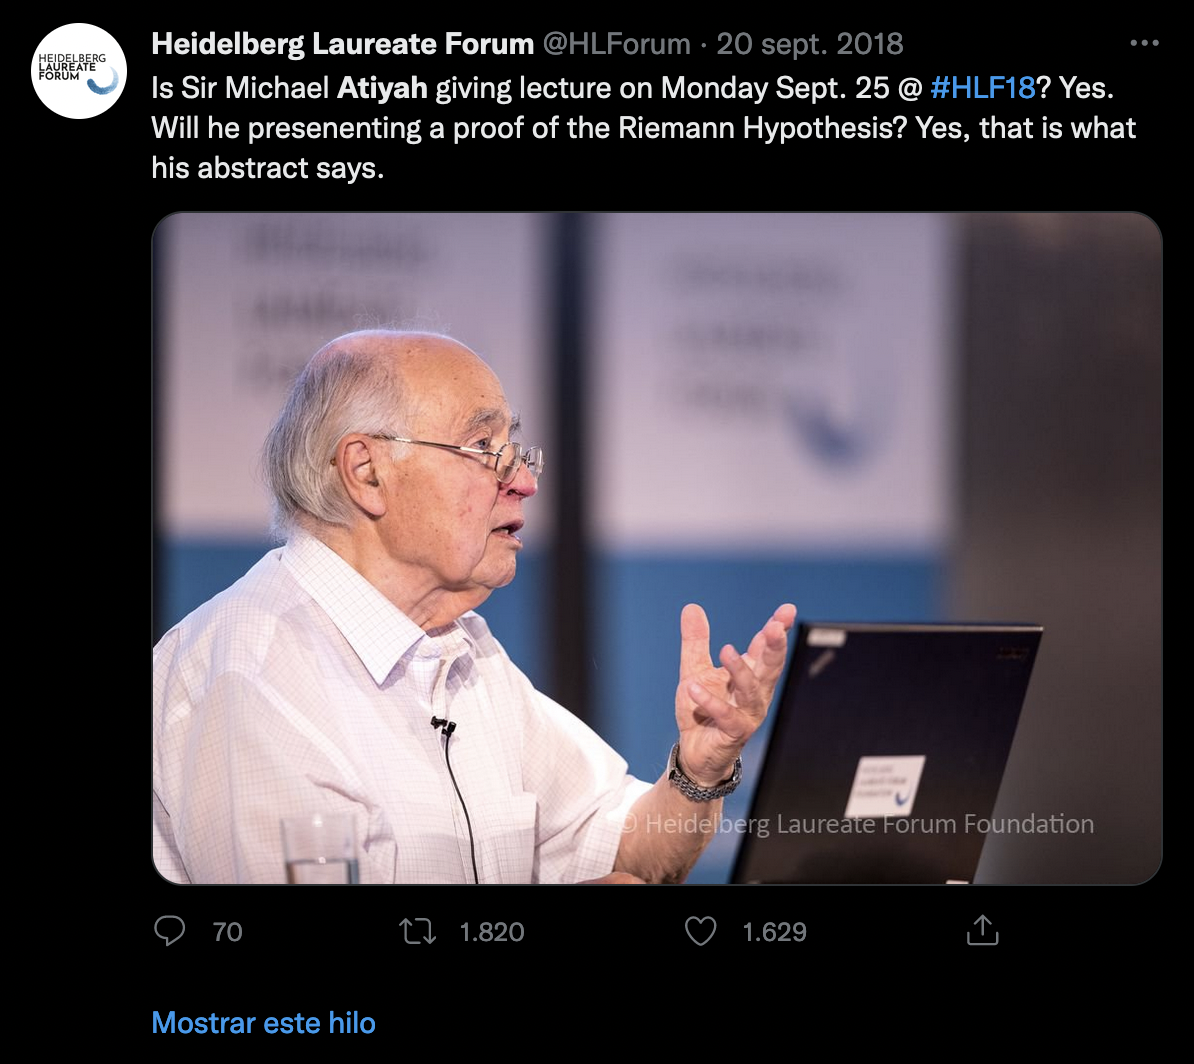 HEIDELBERG
LAUREATE
FORUM
Heidelberg Laureate Forum @HLForum · 20 sept. 2018
Is Sir Michael Atiyah giving lecture on Monday Sept. 25 @ #HLF18? Yes.
Will he presenenting a proof of the Riemann Hypothesis? Yes, that is what
his abstract says.
© Heidelberg Laureate Forum Foundation
70 1.820 1.629
Mostrar este hilo